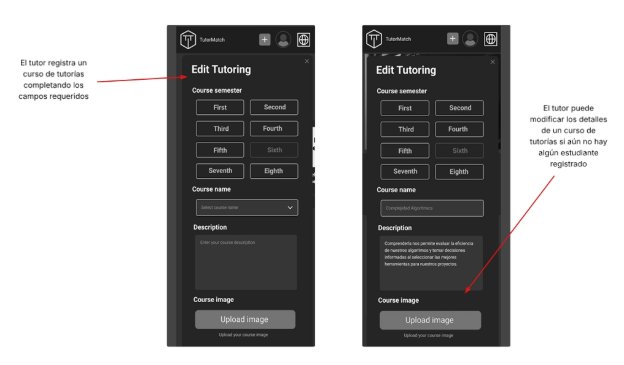 El tutor registra un
curso de tutorías
completando los
campos requeridos
TutorMatch
Edit Tutoring
Course semester
First
Second
Third
Fourth
Fifth
Sixth
Seventh
Eighth
Course name
Select course name
Description
Enter your course description
Course image
Upload image
Upload your course image
TutorMatch
Edit Tutoring
Course semester
First
Second
Third
Fourth
Fifth
Sixth
Seventh
Eighth
Course name
Complejidad Algorítmica
Description
Comprenderla nos permite evaluar la eficiencia
de nuestros algoritmos y tomar decisiones
informadas al seleccionar las mejores
herramientas para nuestros proyectos.
Course image
Upload image
Upload your course image
El tutor puede
modificar los detalles
de un curso de
tutorías si aún no hay
algún estudiante
registrado